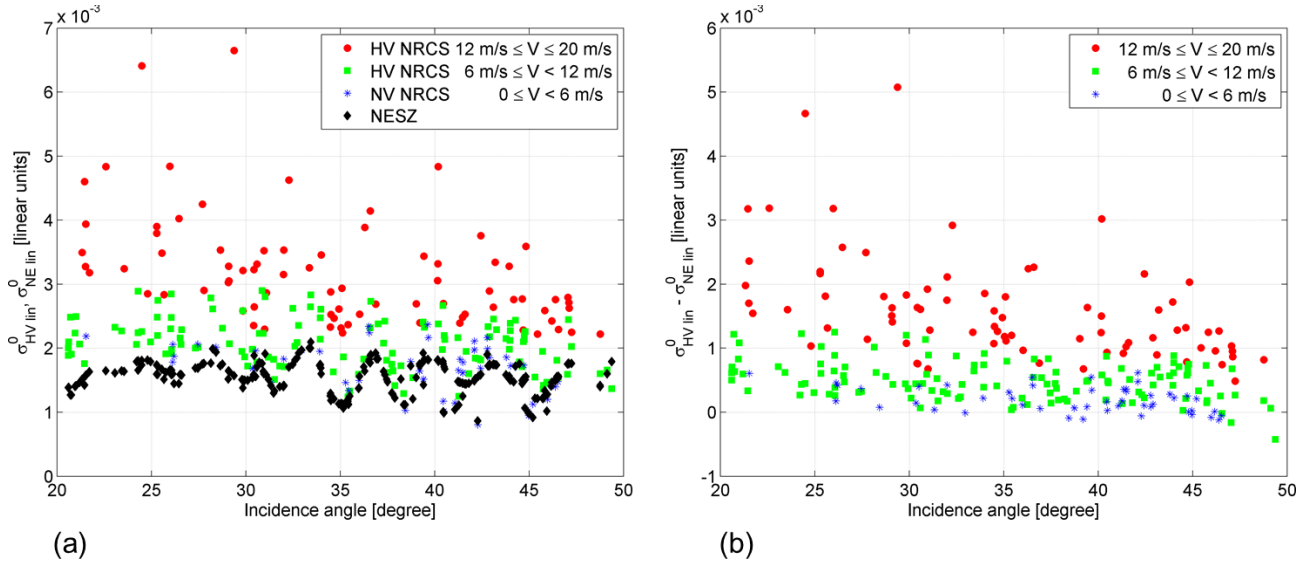 7 x 10⁻³
6
5
4
3
2
1
0
20 25 30 35 40 45 50
Incidence angle [degree]
σ⁰HV lin, σ⁰NE lin [linear units]
HV NRCS 12 m/s ≤ V ≤ 20 m/s
HV NRCS 6 m/s ≤ V < 12 m/s
NV NRCS 0 ≤ V < 6 m/s
NESZ
(a)
6 x 10⁻³
5
4
3
2
1
0
-1
20 25 30 35 40 45 50
Incidence angle [degree]
σ⁰HV lin - σ⁰NE lin [linear units]
12 m/s ≤ V ≤ 20 m/s
6 m/s ≤ V < 12 m/s
0 ≤ V < 6 m/s
(b)